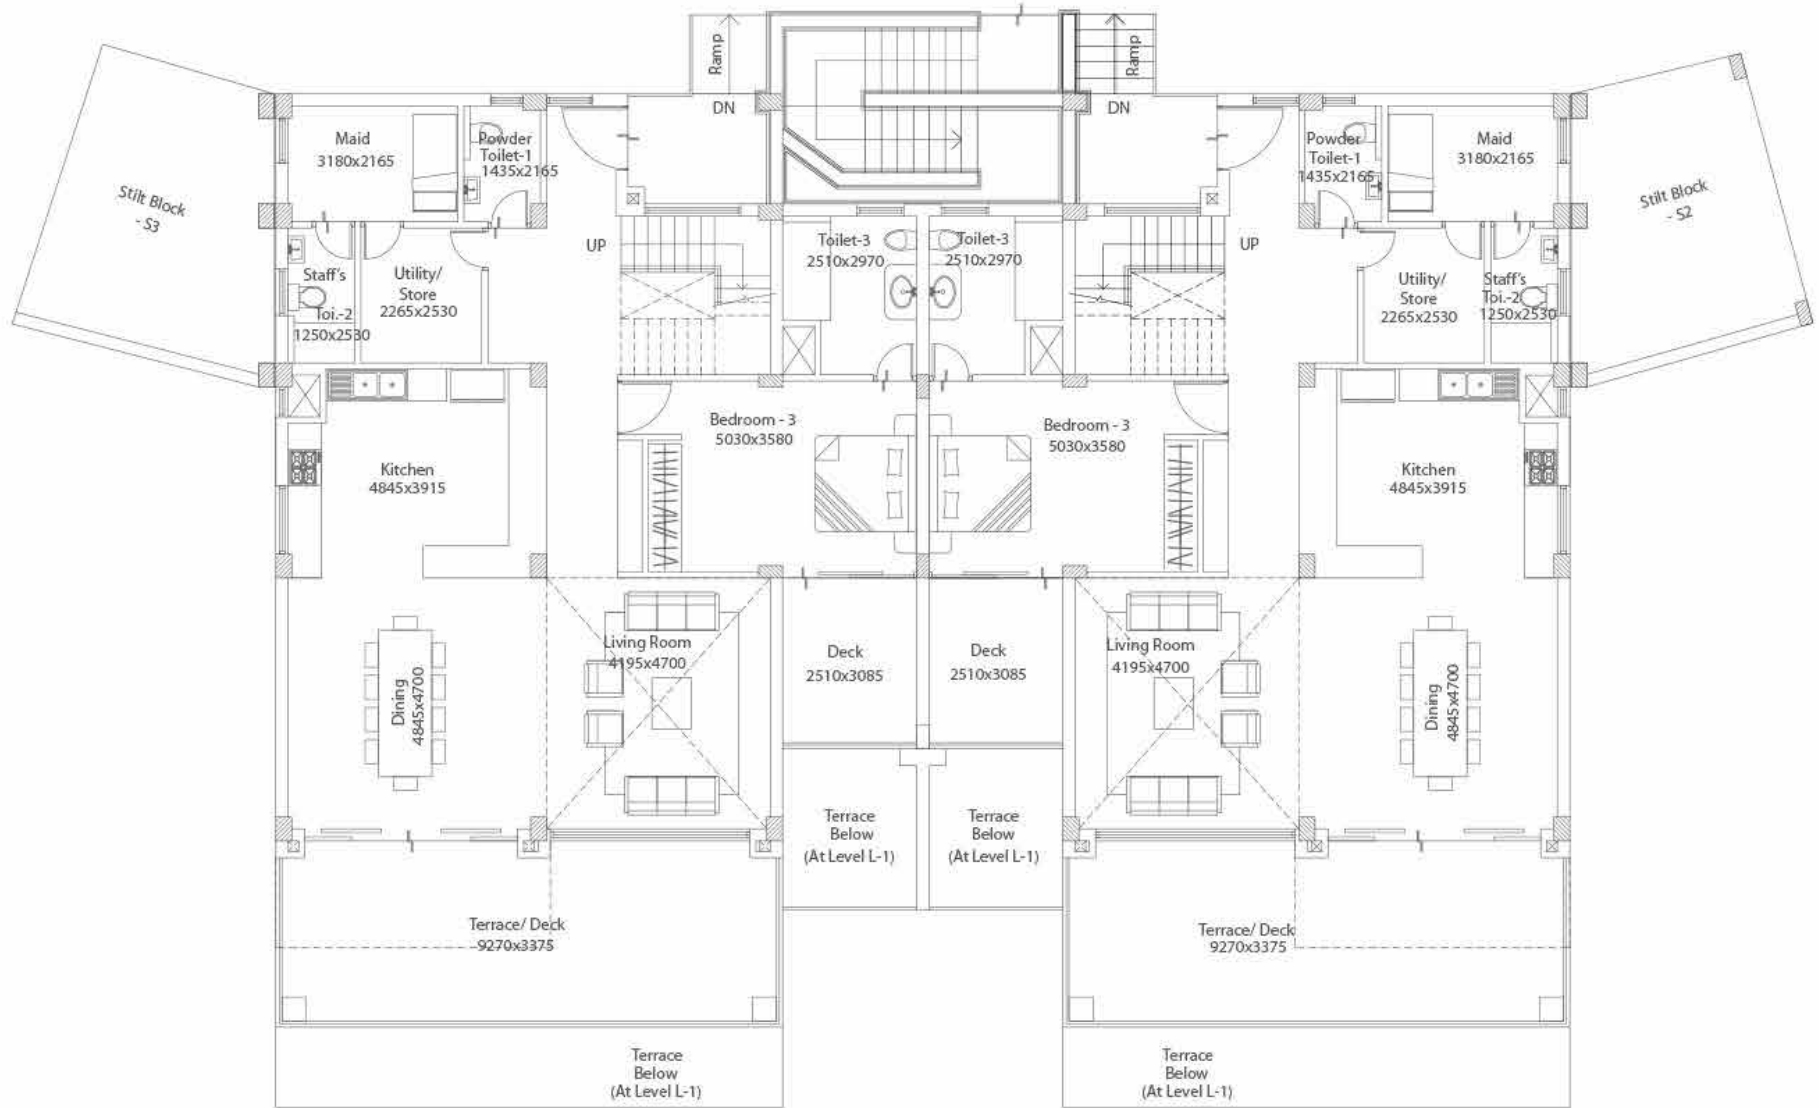 Ramp
Ramp
DN
DN
Maid
3180x2165
Powder
Toilet-1
1435x2165
Powder
Toilet-1
1435x2165
Maid
3180x2165
Stilt Block
- S3
Stilt Block
- S2
UP
Toilet-3
2510x2970
Toilet-3
2510x2970
UP
Staff's
Toi.-2
1250x2530
Utility/
Store
2265x2530
Utility/
Store
2265x2530
Staff's
Toi.-2
1250x2530
Bedroom - 3
5030x3580
Bedroom - 3
5030x3580
Kitchen
4845x3915
Kitchen
4845x3915
Dining
4845x4700
Living Room
4195x4700
Deck
2510x3085
Deck
2510x3085
Living Room
4195x4700
Dining
4845x4700
Terrace
Below
(At Level L-1)
Terrace
Below
(At Level L-1)
Terrace/ Deck
9270x3375
Terrace/ Deck
9270x3375
Terrace
Below
(At Level L-1)
Terrace
Below
(At Level L-1)